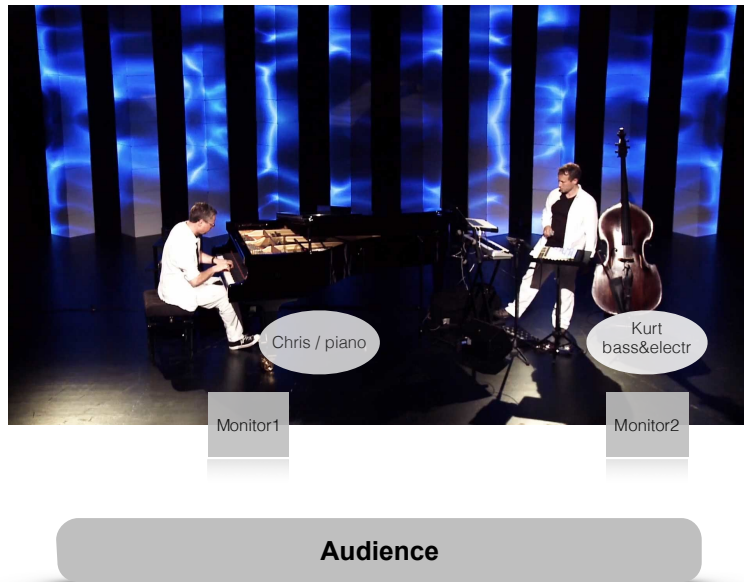 Chris / piano
Kurt
bass&electr
Monitor1
Monitor2
Audience